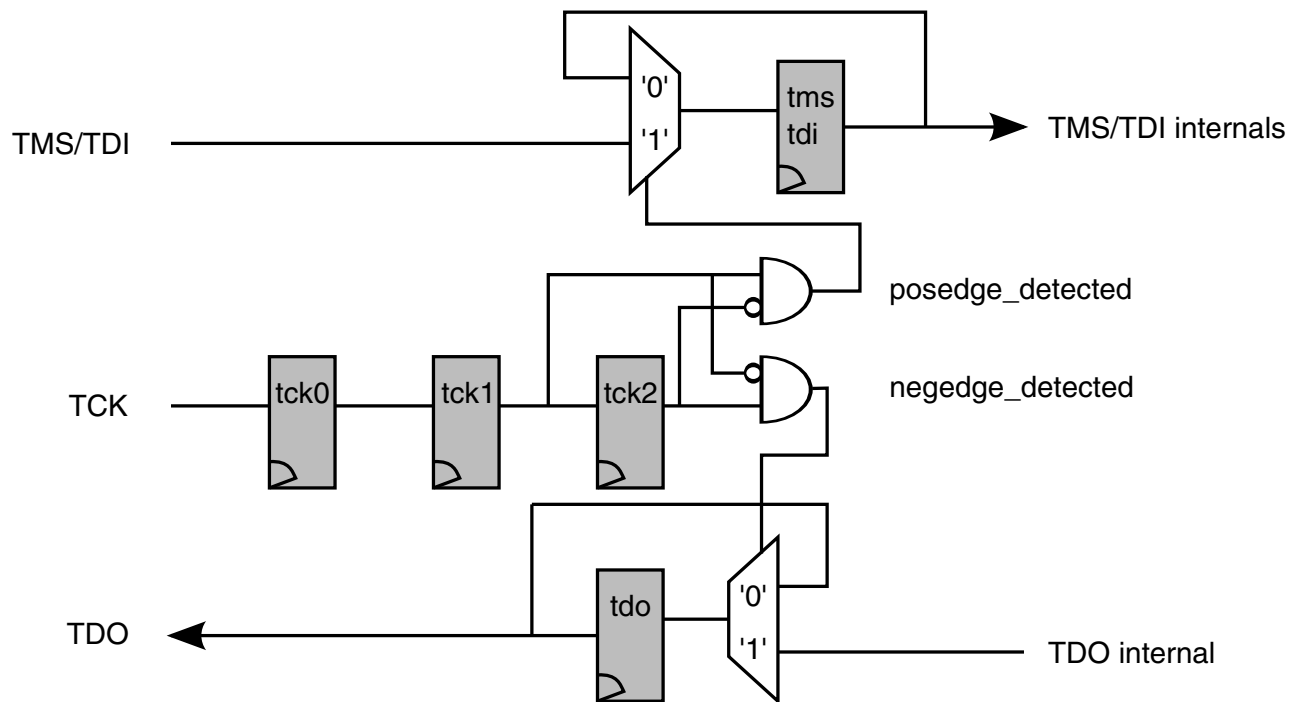 '0'
tms
TMS/TDI
'1'
tdi
TMS/TDI internals
posedge_detected
TCK
tck0
tck1
tck2
negedge_detected
'0'
tdo
TDO
'1'
TDO internal